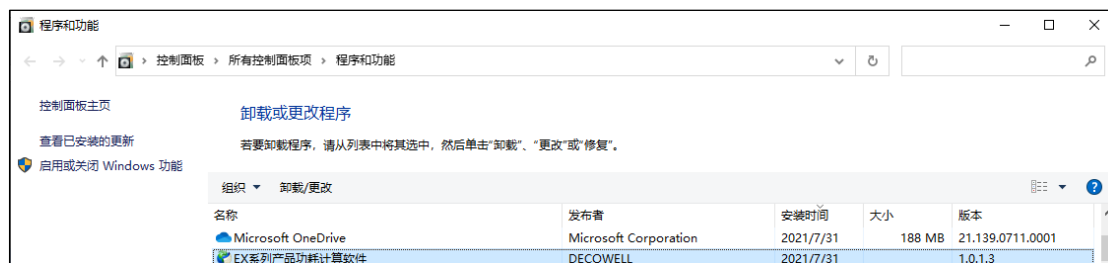 程序和功能
控制面板 › 所有控制面板项 › 程序和功能
控制面板主页
查看已安装的更新
启用或关闭 Windows 功能
卸载或更改程序
若要卸载程序，请从列表中将其选中，然后单击“卸载”、“更改”或“修复”。
组织 卸载/更改
名称 发布者 安装时间 大小 版本
Microsoft OneDrive Microsoft Corporation 2021/7/31 188 MB 21.139.0711.0001
EX系列产品功耗计算软件 DECOWELL 2021/7/31 1.0.1.3